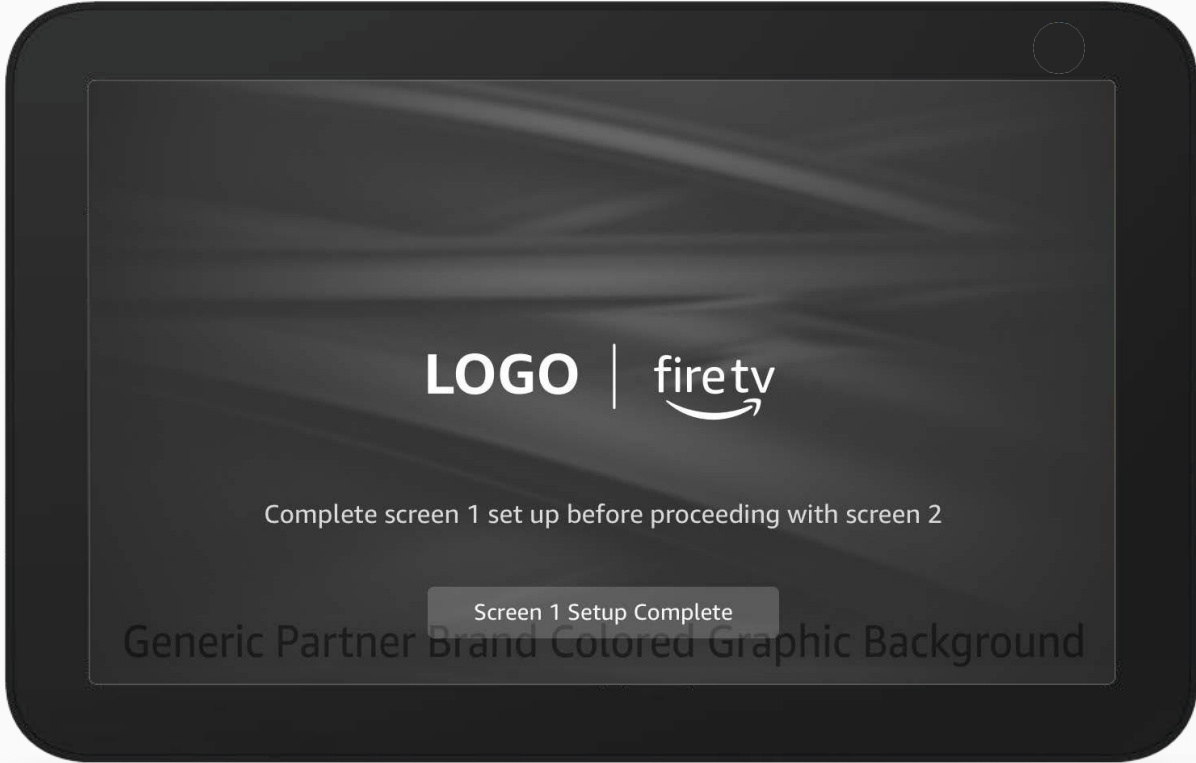 LOGO | fire tv
Complete screen 1 set up before proceeding with screen 2
Screen 1 Setup Complete
Generic Partner Brand Colored Graphic Background